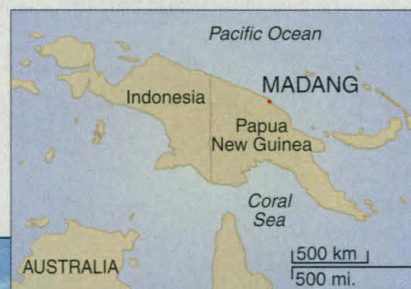 Pacific Ocean
MADANG
Indonesia
Papua
New Guinea
Coral
Sea
AUSTRALIA
500 km
500 mi.